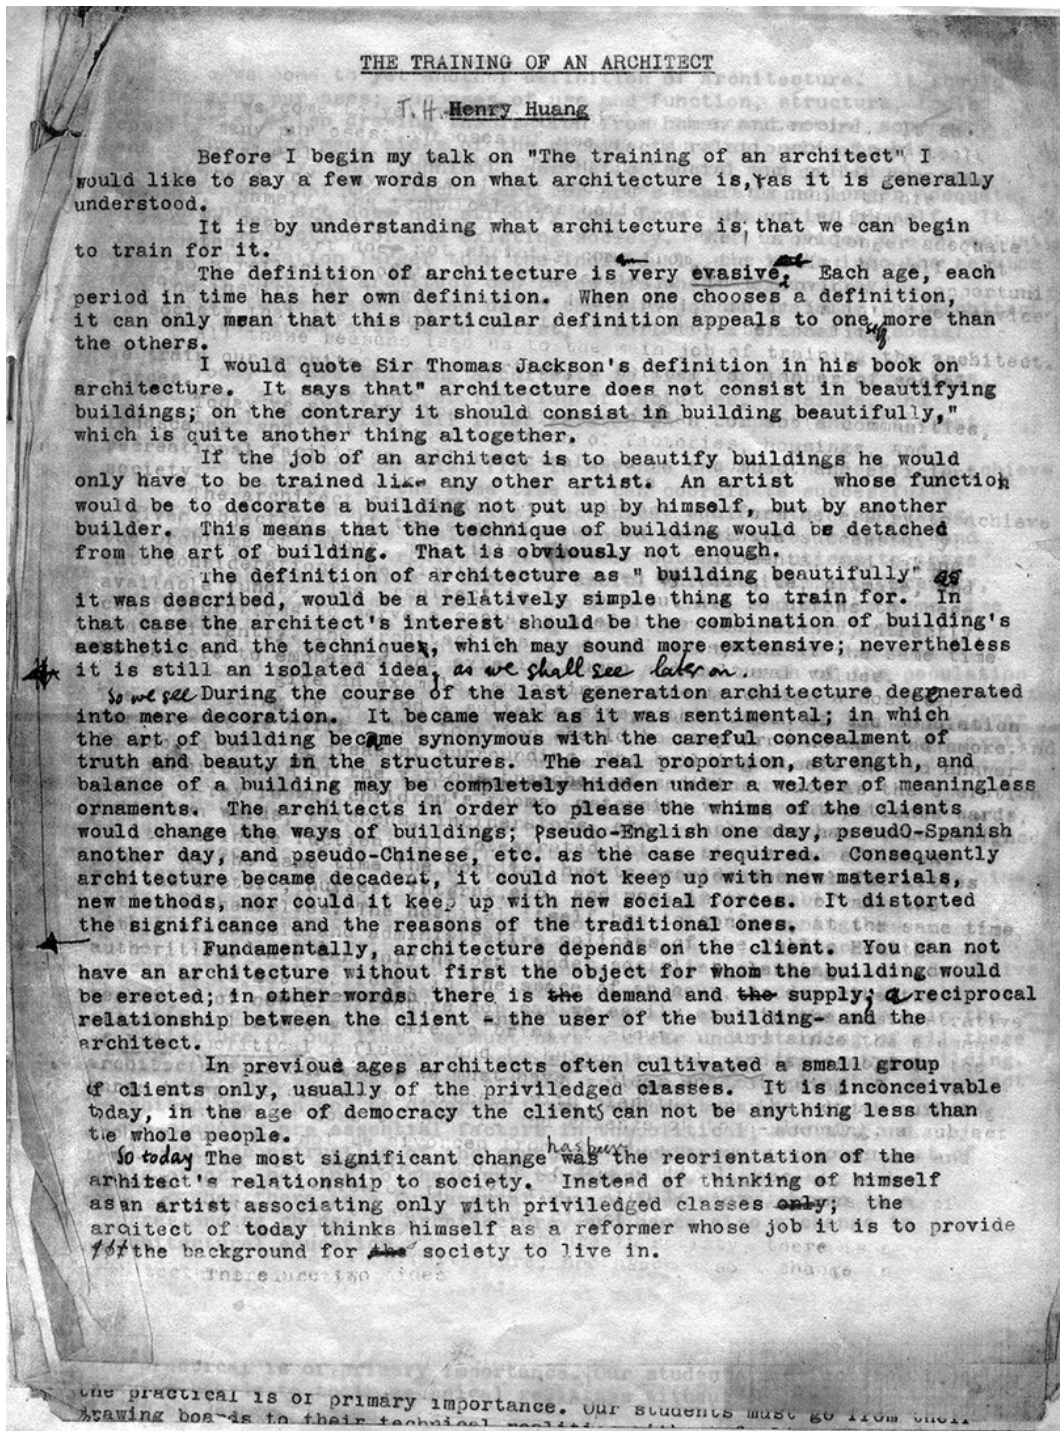 THE TRAINING OF AN ARCHITECT
T.H. Henry Huang
Before I begin my talk on "The training of an architect" I
would like to say a few words on what architecture is, as it is generally
understood.
It is by understanding what architecture is; that we can begin
to train for it.
The definition of architecture is very evasive. Each age, each
period in time has her own definition. When one chooses a definition,
it can only mean that this particular definition appeals to oneself more than
the others.
I would quote Sir Thomas Jackson's definition in his book on
architecture. It says that" architecture does not consist in beautifying
buildings; on the contrary it should consist in building beautifully,"
which is quite another thing altogether.
If the job of an architect is to beautify buildings he would
only have to be trained like any other artist. An artist whose function
would be to decorate a building not put up by himself, but by another
builder. This means that the technique of building would be detached
from the art of building. That is obviously not enough.
The definition of architecture as " building beautifully" as
it was described, would be a relatively simple thing to train for. In
that case the architect's interest should be the combination of building's
aesthetic and the technique, which may sound more extensive; nevertheless
it is still an isolated idea, as we shall see later on.
So we see During the course of the last generation architecture degenerated
into mere decoration. It became weak as it was sentimental; in which
the art of building became synonymous with the careful concealment of
truth and beauty in the structures. The real proportion, strength, and
balance of a building may be completely hidden under a welter of meaningless
ornaments. The architects in order to please the whims of the clients
would change the ways of buildings; pseudo-English one day, pseudO-Spanish
another day, and pseudo-Chinese, etc. as the case required. Consequently
architecture became decadent, it could not keep up with new materials,
new methods, nor could it keep up with new social forces. It distorted
the significance and the reasons of the traditional ones.
Fundamentally, architecture depends on the client. You can not
have an architecture without first the object for whom the building would
be erected; in other words there is the demand and the supply; a reciprocal
relationship between the client - the user of the building- and the
architect.
In previous ages architects often cultivated a small group
of clients only, usually of the priviledged classes. It is inconceivable
today, in the age of democracy the clients can not be anything less than
the whole people.
So today The most significant change was has been the reorientation of the
architect's relationship to society. Instead of thinking of himself
as an artist associating only with priviledged classes only; the
arcitect of today thinks himself as a reformer whose job it is to provide
the background for the society to live in.
There are two sides
the practical is of primary importance. Our students must go from their
drawing boards to their technical